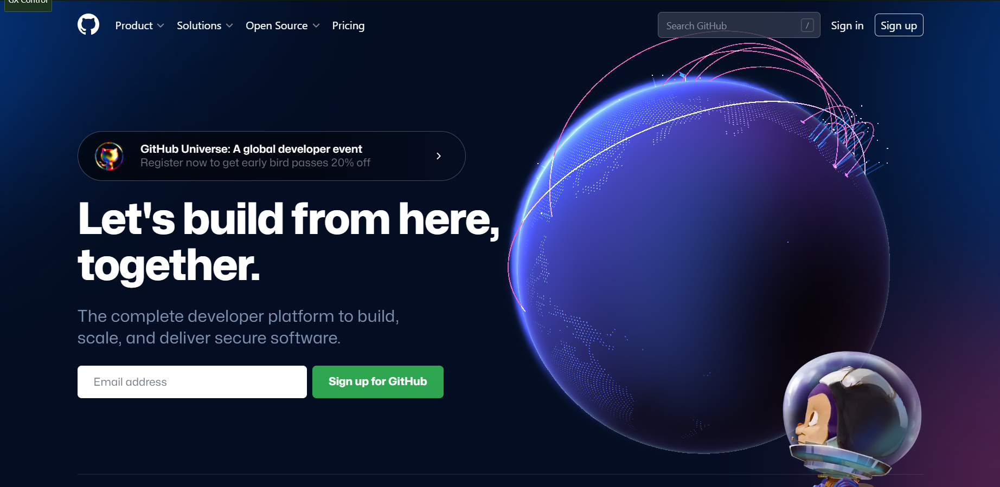 GX Control
Product
Solutions
Open Source
Pricing
Search GitHub
/
Sign in
Sign up
GitHub Universe: A global developer event
Register now to get early bird passes 20% off
Let's build from here,
together.
The complete developer platform to build,
scale, and deliver secure software.
Email address
Sign up for GitHub